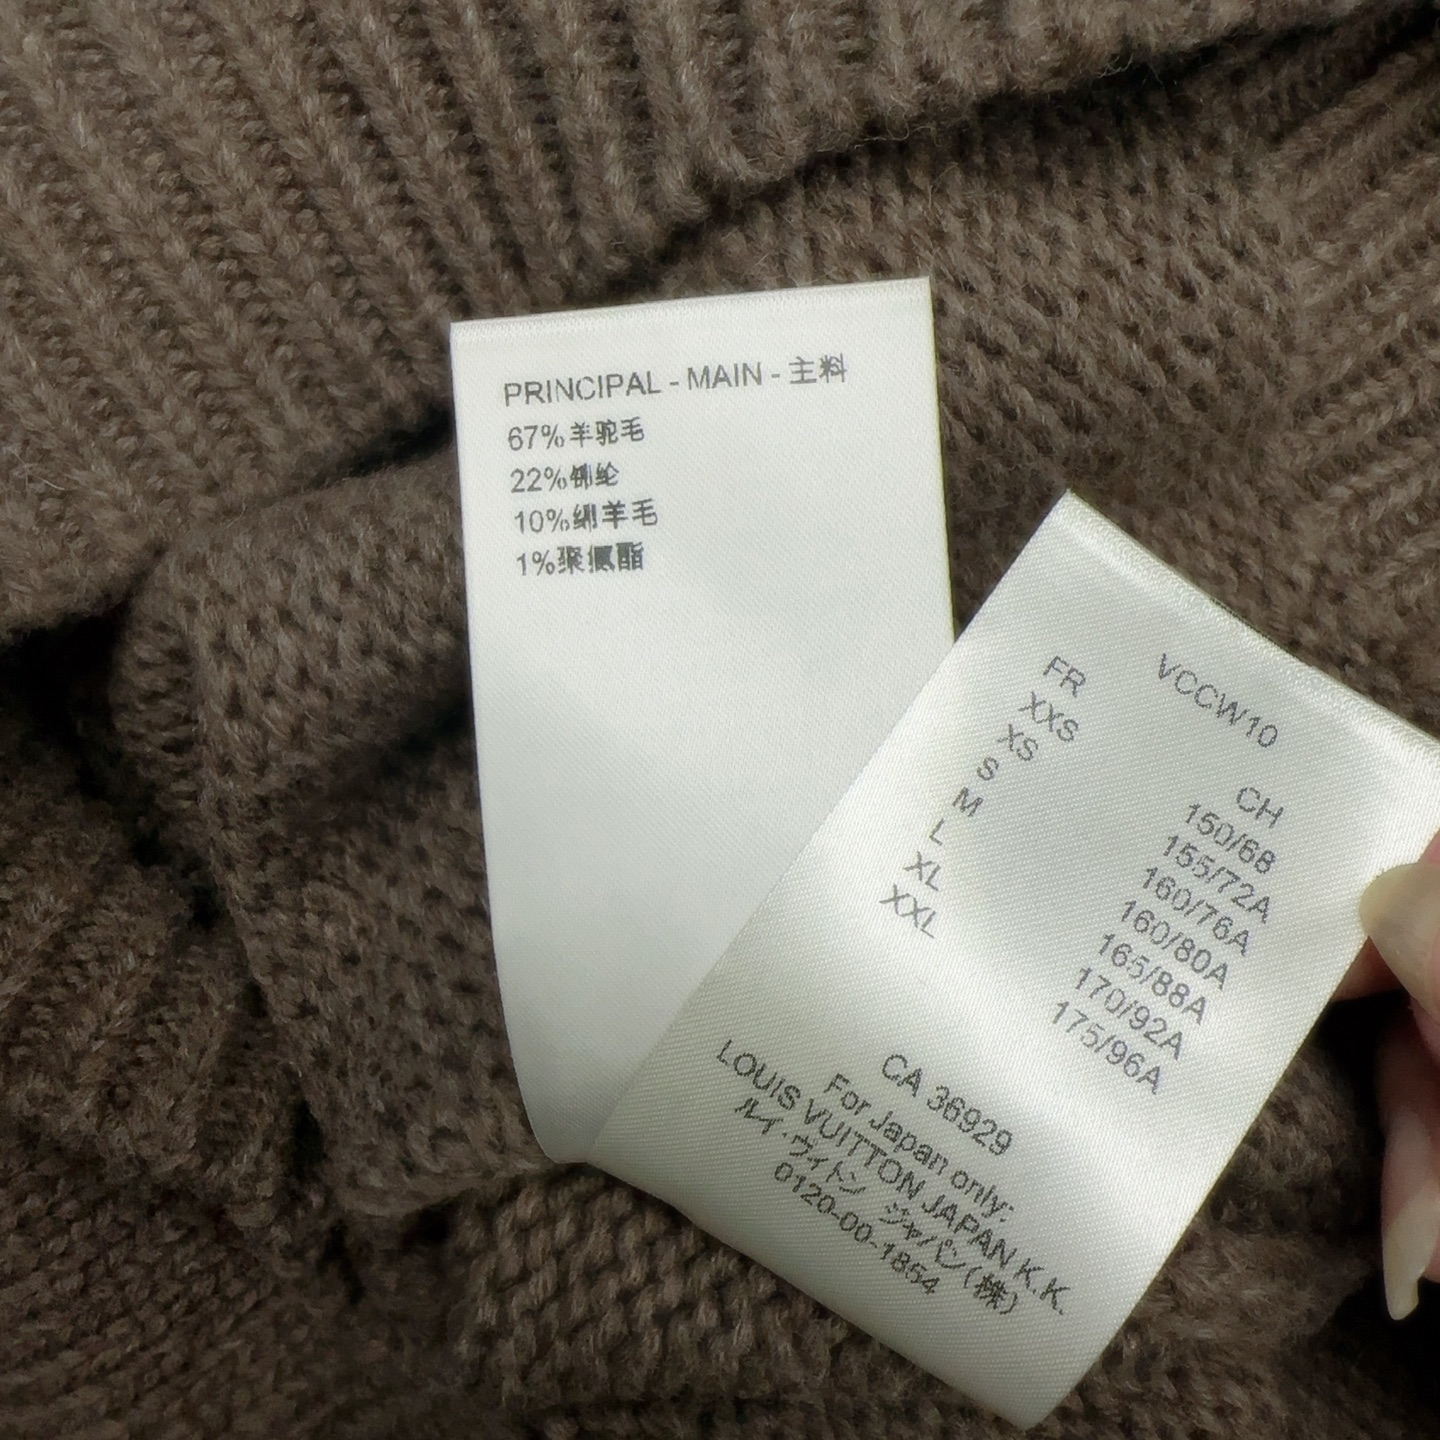 PRINCIPAL - MAIN - 主料
67%羊驼毛
22%锦纶
10%绵羊毛
1%聚氨酯
VCCW10
FR CH
XXS 150/68
XS 155/72A
S 160/76A
M 160/80A
L 165/88A
XL 170/92A
XXL 175/96A
CA 36929
For Japan only:
LOUIS VUITTON JAPAN K.K.
ルイ・ヴィトン ジャパン(株)
0120-00-1854